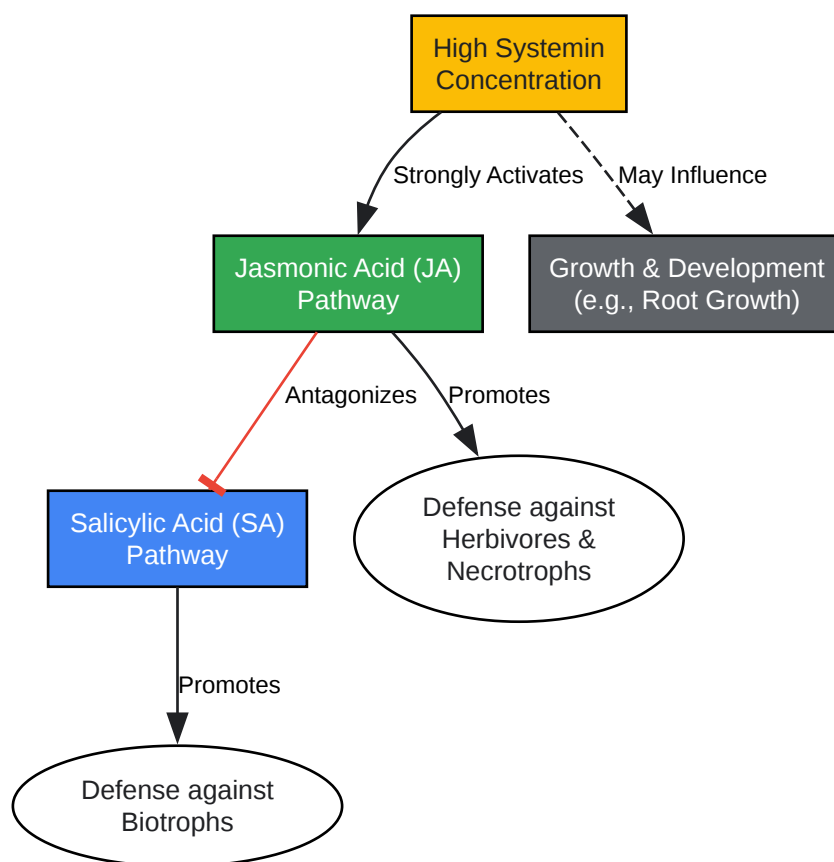 High Systemin
Concentration
Strongly Activates
May Influence
Jasmonic Acid (JA)
Pathway
Growth & Development
(e.g., Root Growth)
Antagonizes
Promotes
Salicylic Acid (SA)
Pathway
Defense against
Herbivores &
Necrotrophs
Promotes
Defense against
Biotrophs